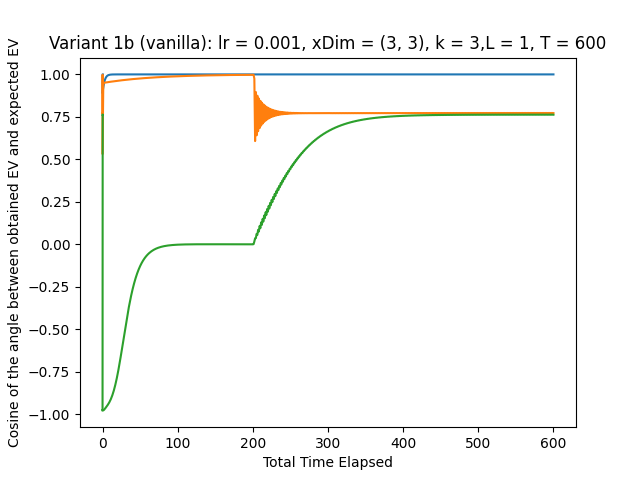 Variant 1b (vanilla): lr = 0.001, xDim = (3, 3), k = 3,L = 1, T = 600
Cosine of the angle between obtained EV and expected EV
1.00
0.75
0.50
0.25
0.00
−0.25
−0.50
−0.75
−1.00
0 100 200 300 400 500 600
Total Time Elapsed